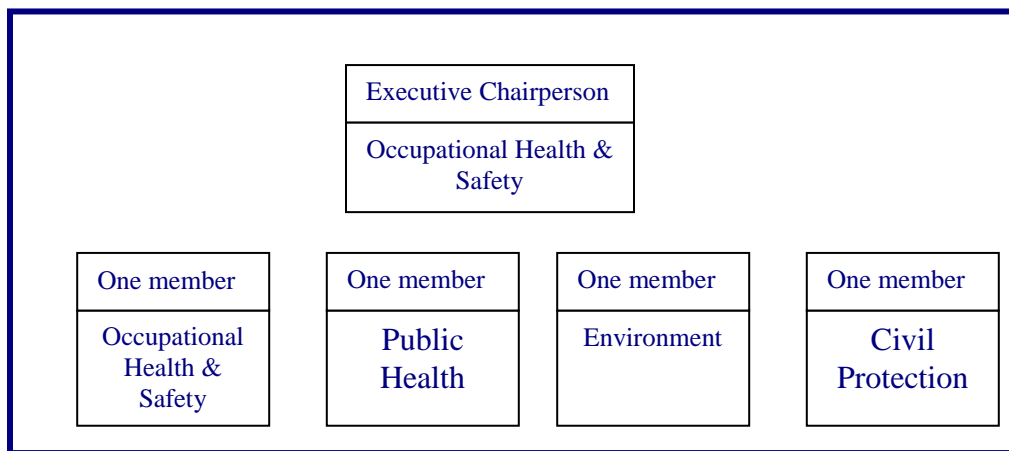 Executive Chairperson
Occupational Health &
Safety
One member
Occupational
Health &
Safety
One member
Public
Health
One member
Environment
One member
Civil
Protection